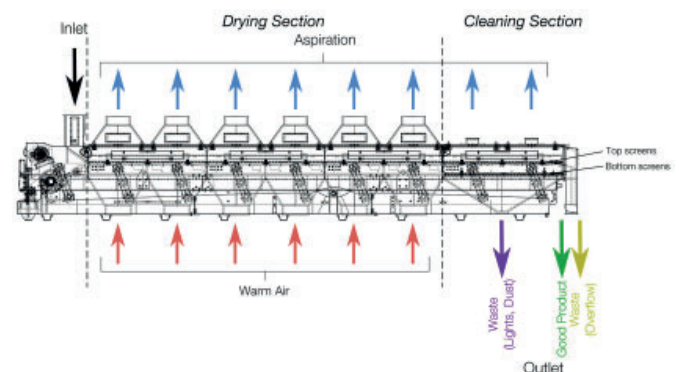 Drying Section
Cleaning Section
Inlet
Aspiration
Top screens
Bottom screens
Warm Air
Waste
(Lights, Dust)
Good Product
Waste
(Overflow)
Outlet